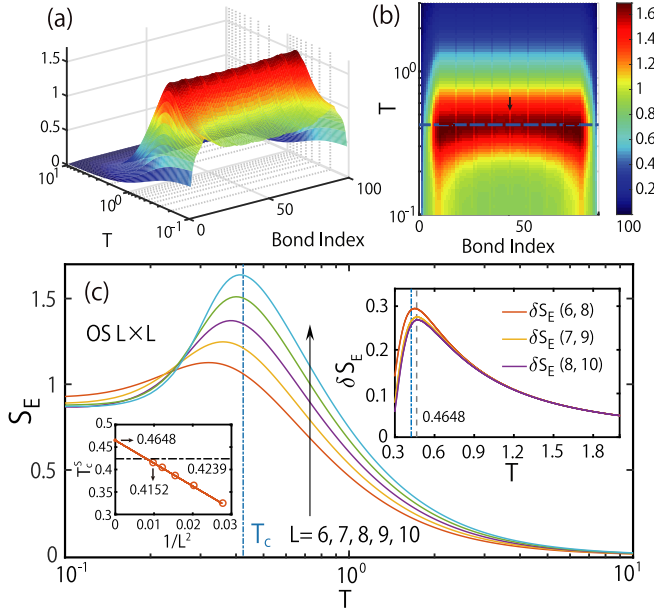 (a)
1.5
1
0.5
0
10¹
10⁰
10⁻¹
T
0
50
100
Bond Index
(b)
T
10⁰
10⁻¹
0
50
100
Bond Index
1.6
1.4
1.2
1
0.8
0.6
0.4
0.2
(c)
OS L×L
S_E
1.5
1
0.5
0
10⁻¹
10⁰
10¹
T
T_c
L= 6, 7, 8, 9, 10
T_c^S
0.5
0.45
0.40
0.35
0.3
0
0.01
0.02
0.03
1/L²
0.4648
0.4239
0.4152
δS_E
0.3
0.2
0.1
0
0.3
0.6
0.9
1.2
1.5
1.8
T
δS_E (6, 8)
δS_E (7, 9)
δS_E (8, 10)
0.4648